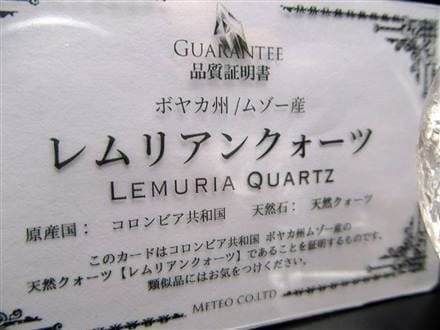 GUARANTEE
品質証明書
ボヤカ州/ムゾー産
レムリアンクォーツ
LEMURIA QUARTZ
原産国： コロンビア共和国 天然石： 天然クォーツ
このカードはコロンビア共和国 ボヤカ州ムゾー産の
天然クォーツ【レムリアンクォーツ】であることを証明するものです。
類似品にはお気をつけください。
METEO CO.LTD